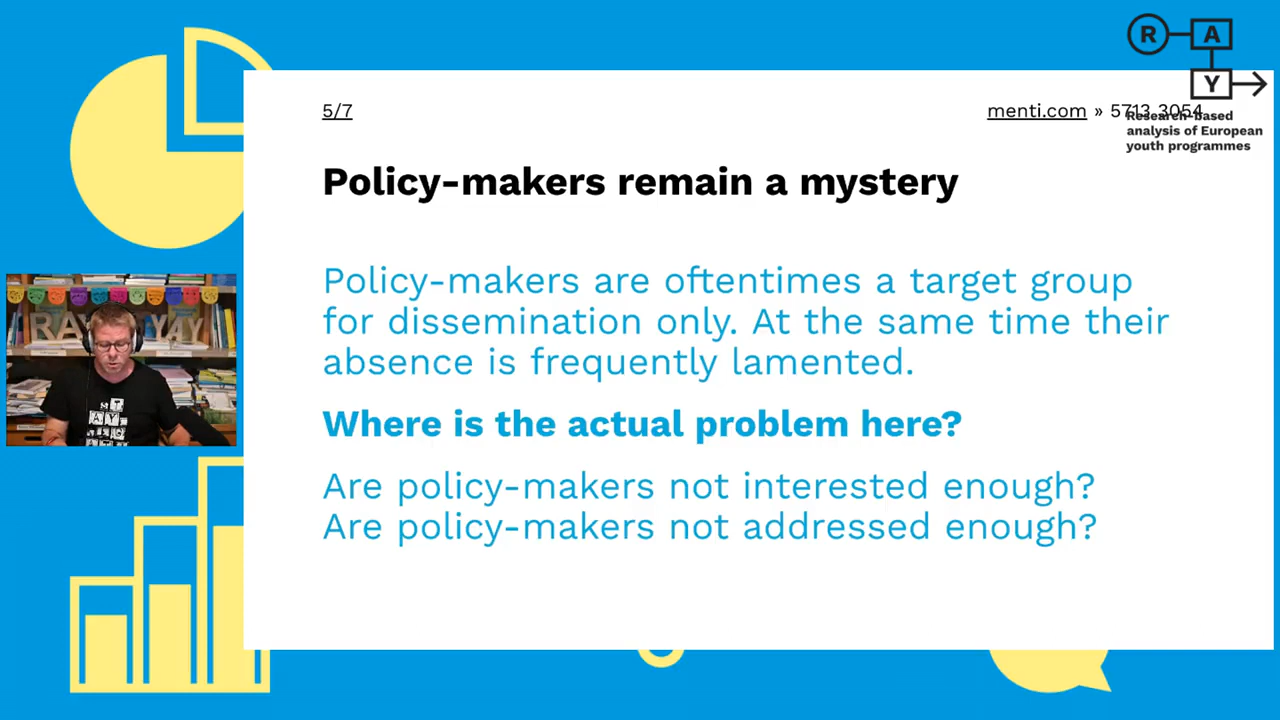 R A
Y
5/7
menti.com » 5713 3054
Research-based
analysis of European
youth programmes
Policy-makers remain a mystery
Policy-makers are oftentimes a target group
for dissemination only. At the same time their
absence is frequently lamented.
RAY YAY
Where is the actual problem here?
Are policy-makers not interested enough?
Are policy-makers not addressed enough?